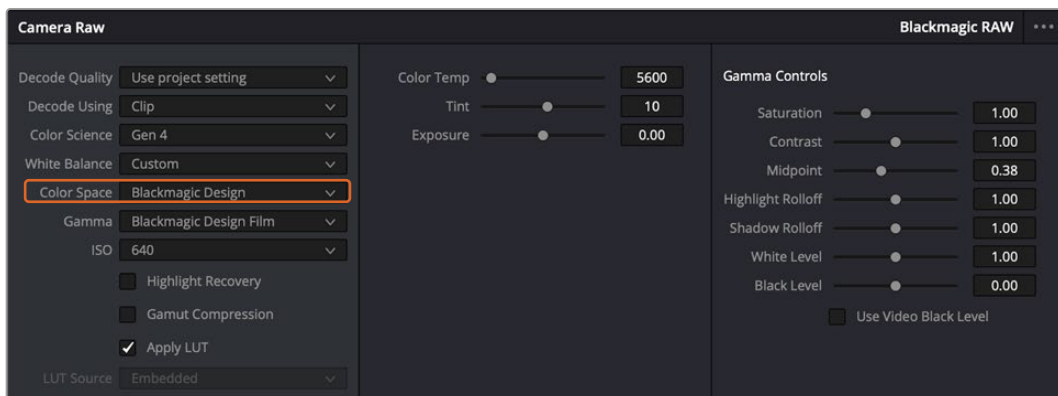 Camera Raw
Blackmagic RAW
Decode Quality Use project setting
Decode Using Clip
Color Science Gen 4
White Balance Custom
Color Space Blackmagic Design
Gamma Blackmagic Design Film
ISO 640
Highlight Recovery
Gamut Compression
Apply LUT
LUT Source Embedded
Color Temp 5600
Tint 10
Exposure 0.00
Gamma Controls
Saturation 1.00
Contrast 1.00
Midpoint 0.38
Highlight Rolloff 1.00
Shadow Rolloff 1.00
White Level 1.00
Black Level 0.00
Use Video Black Level